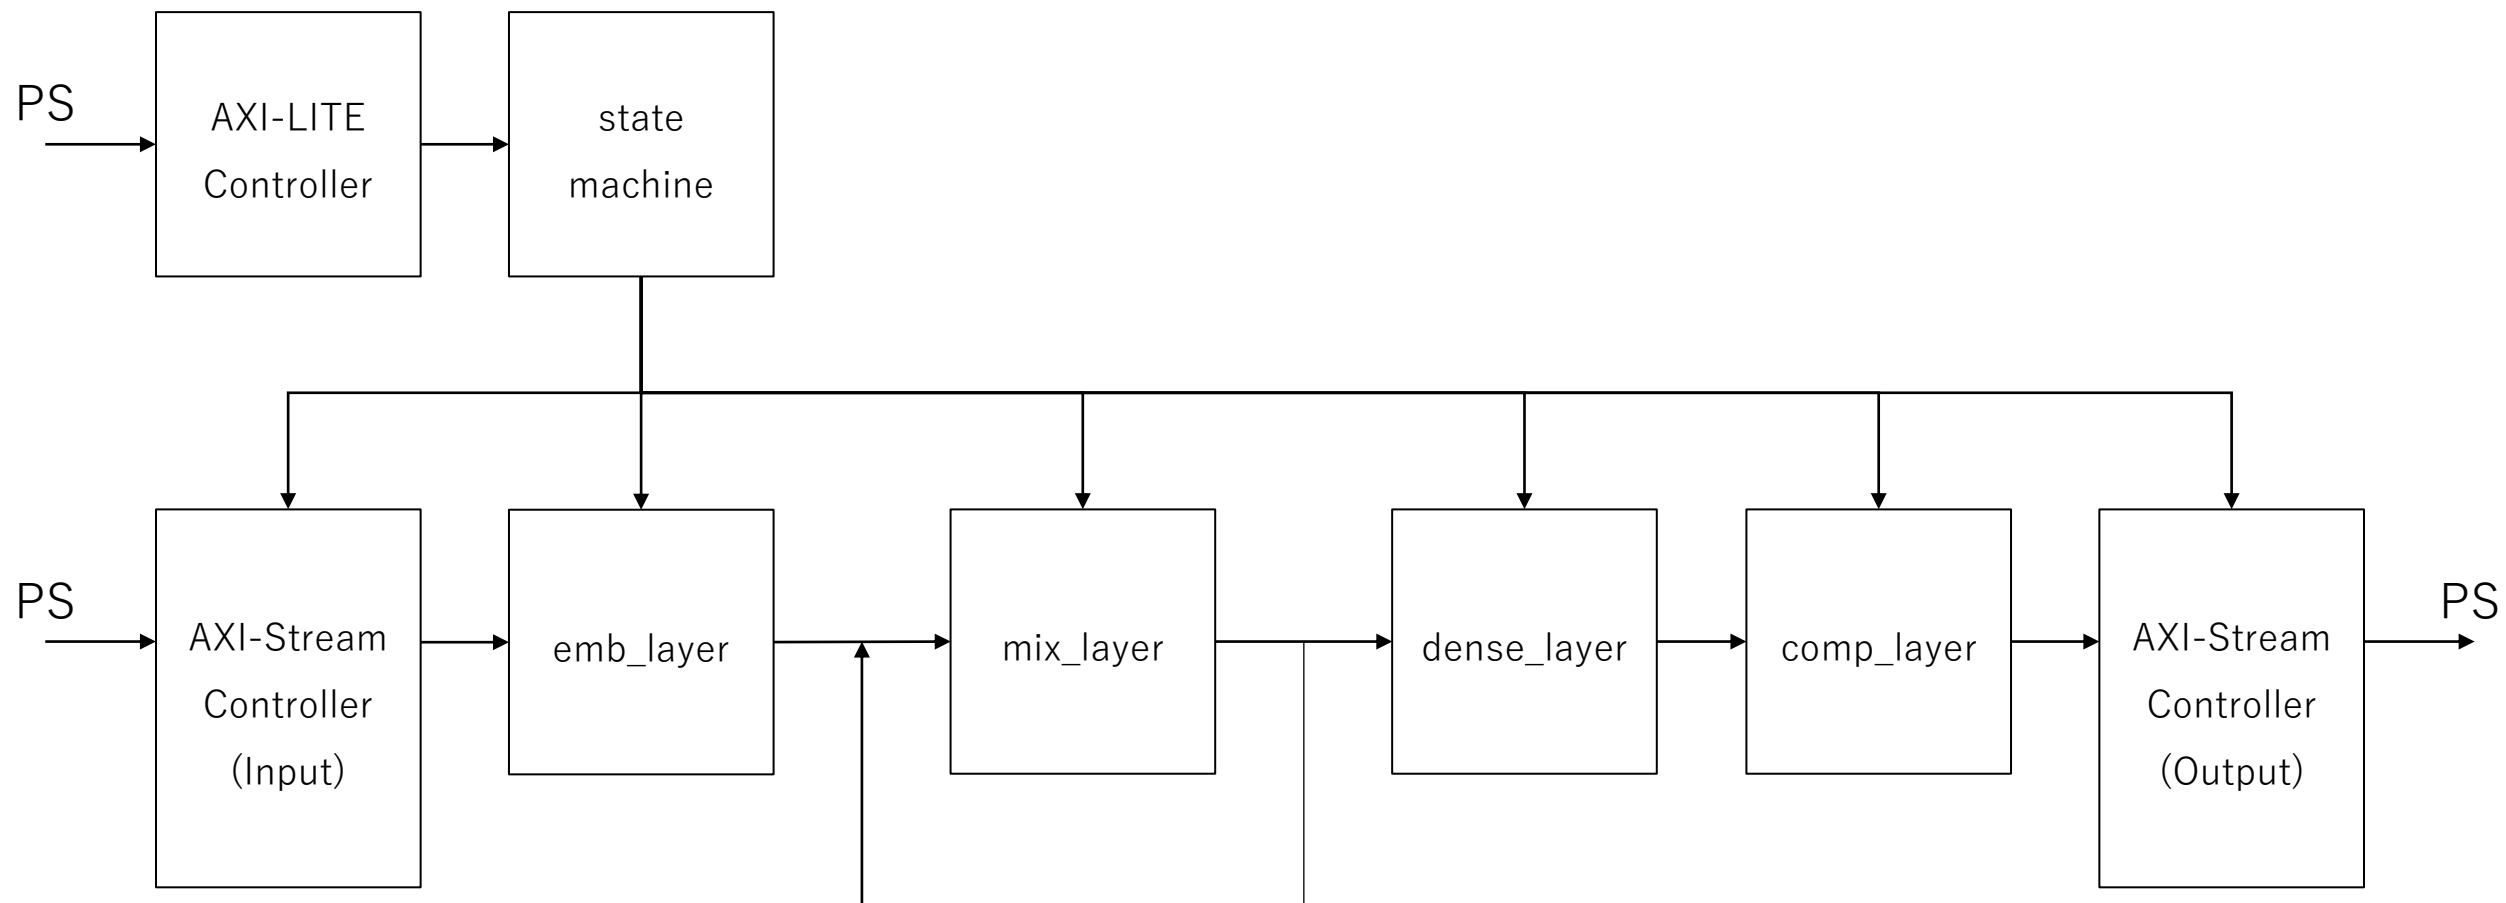 PS
AXI-LITE
Controller
state
machine
PS
AXI-Stream
Controller
(Input)
emb_layer
mix_layer
dense_layer
comp_layer
AXI-Stream
Controller
(Output)
PS